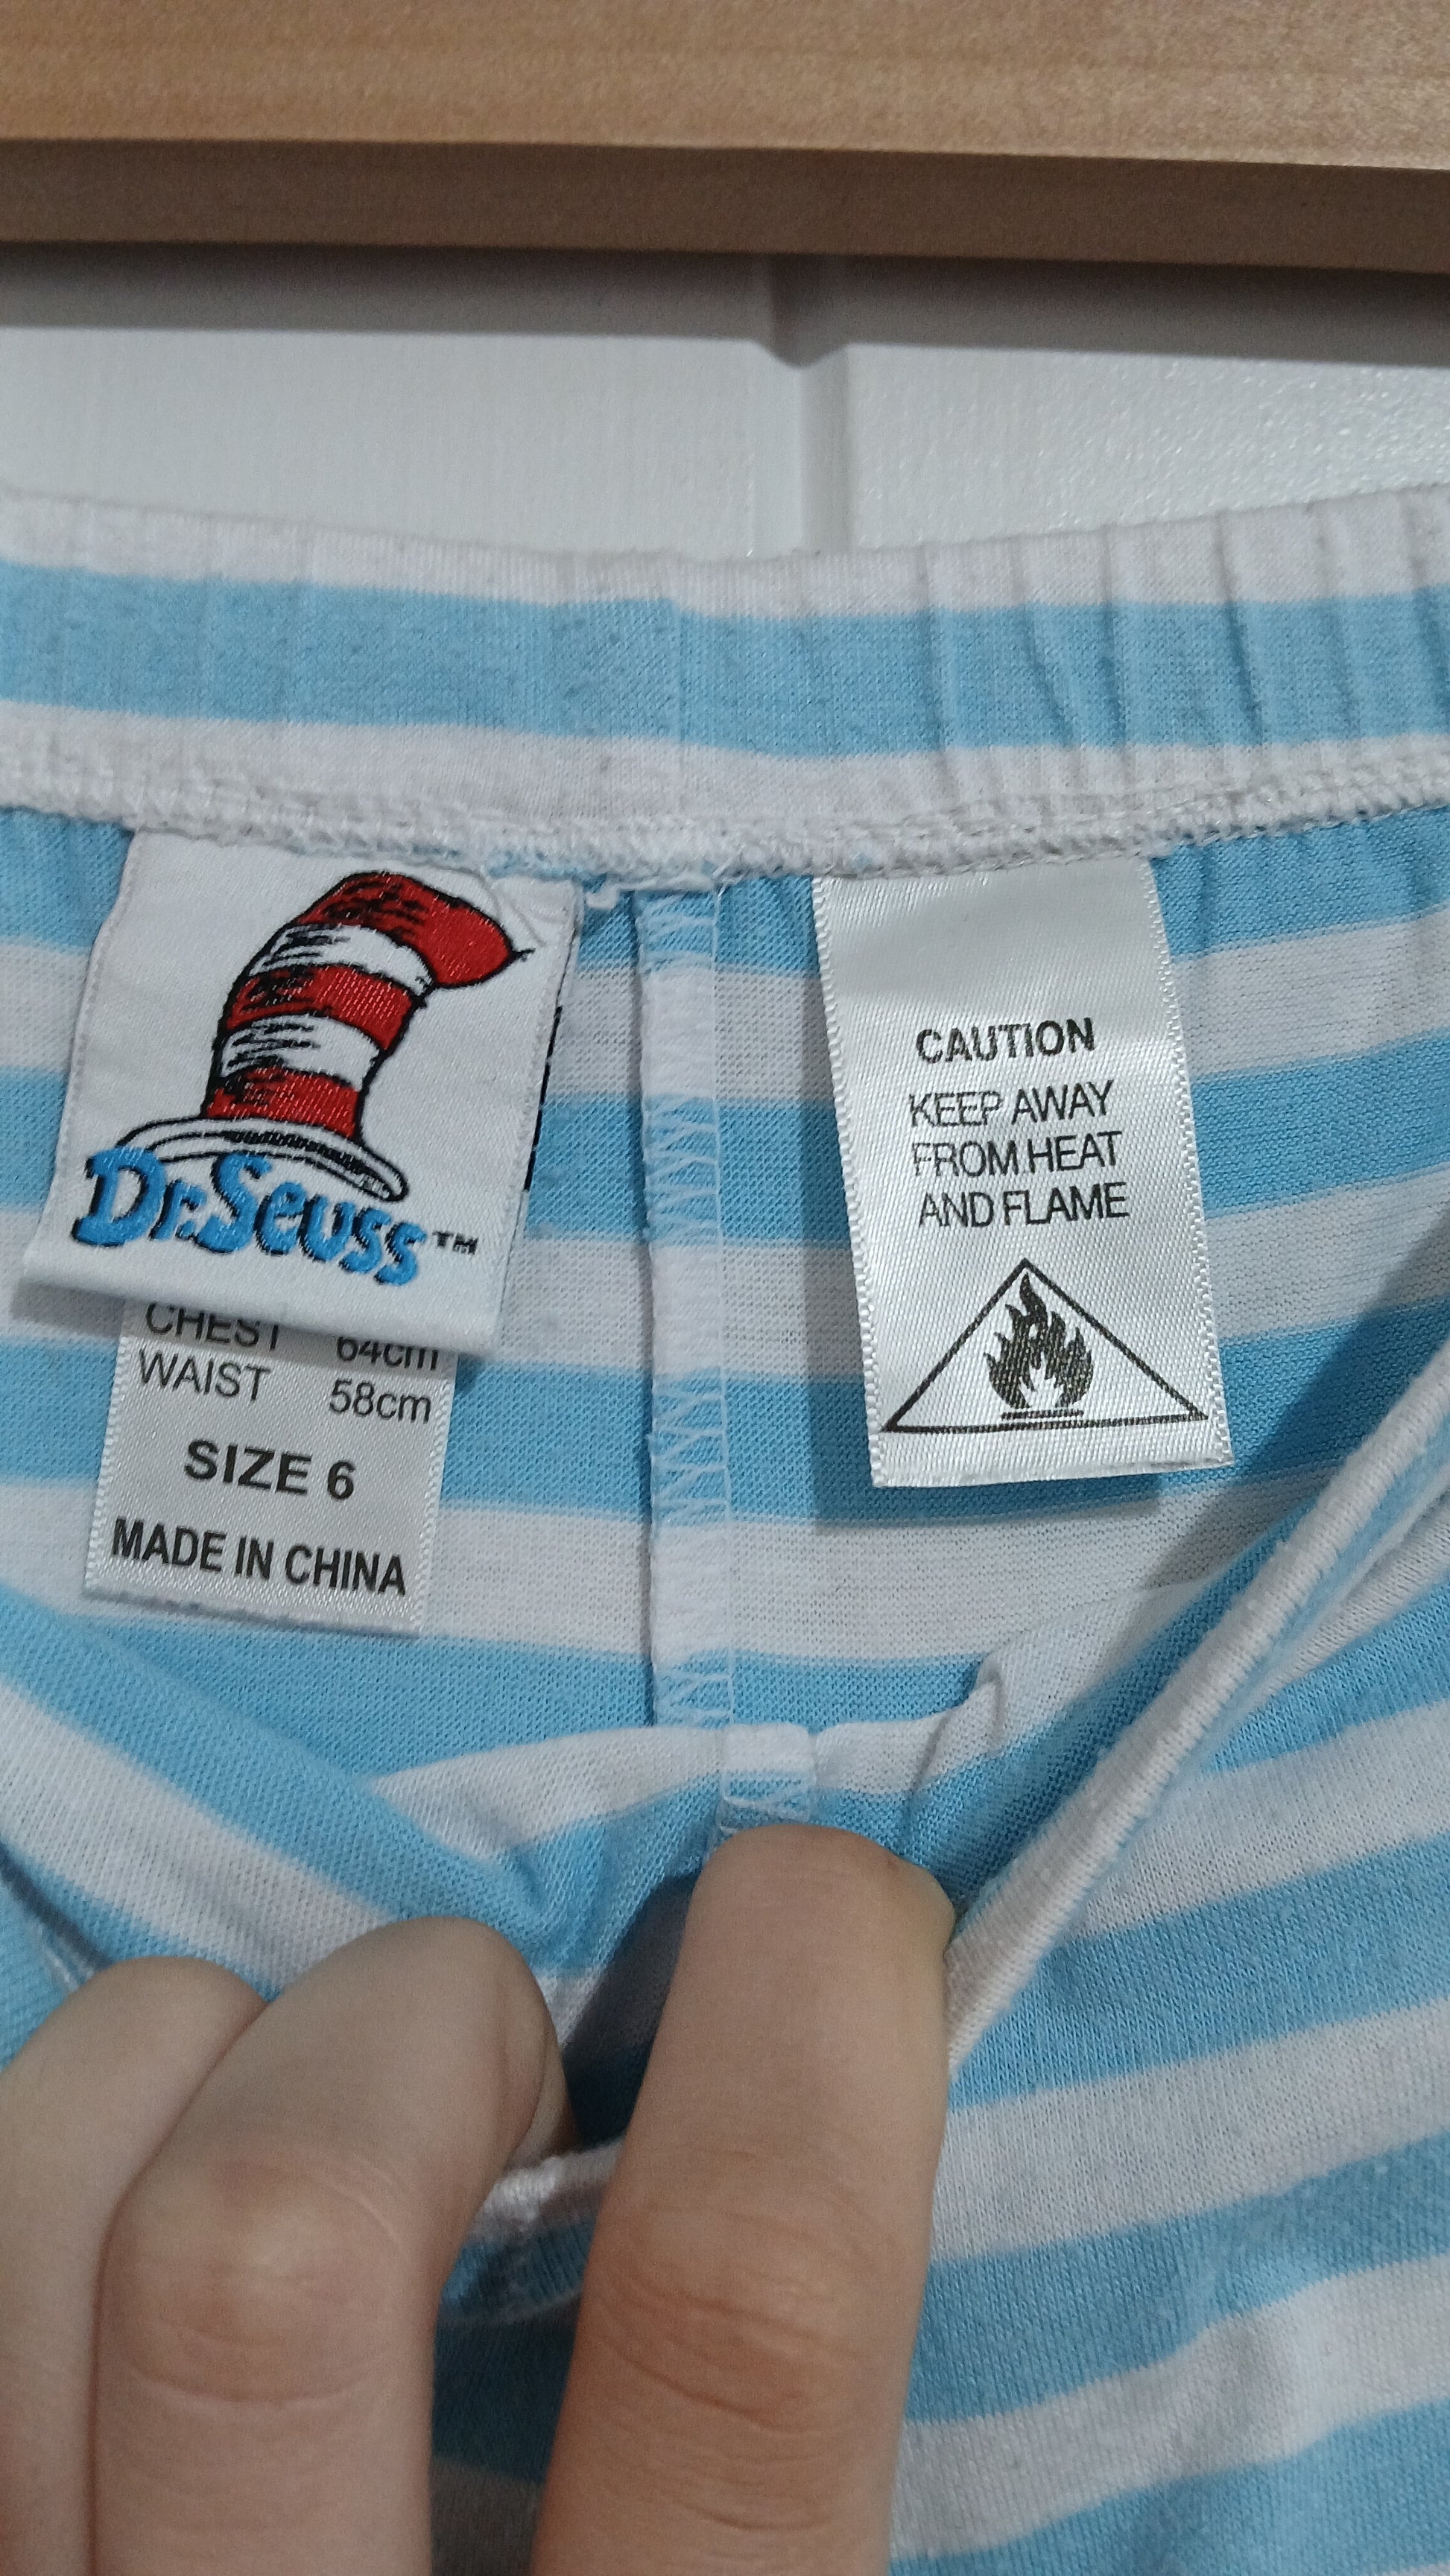 Dr. Seuss™
CHEST 64cm
WAIST 58cm
SIZE 6
MADE IN CHINA
CAUTION
KEEP AWAY
FROM HEAT
AND FLAME